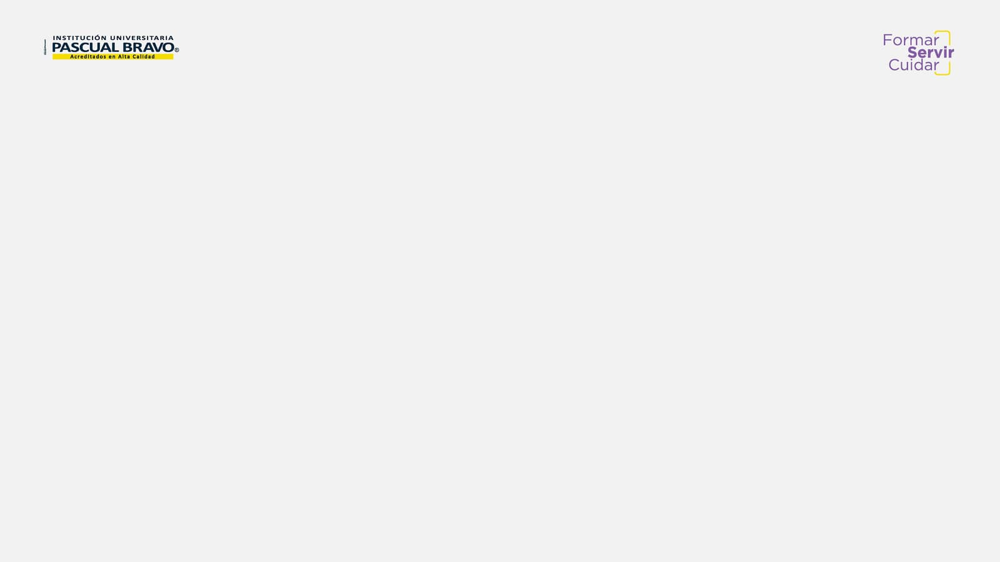 INSTITUCIÓN UNIVERSITARIA
PASCUAL BRAVO®
Acreditados en Alta Calidad
Formar
Servir
Cuidar